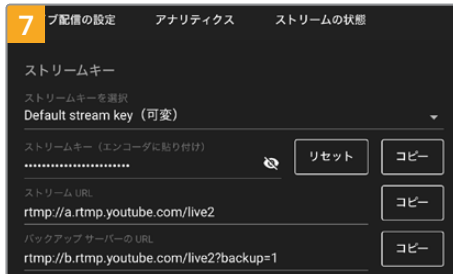 7
ブ配信の設定 アナリティクス ストリームの状態
ストリームキー
ストリームキーを選択
Default stream key（可変）
ストリームキー（エンコーダに貼り付け）
••••••••••••••••••••••••
リセット コピー
ストリーム URL
rtmp://a.rtmp.youtube.com/live2
コピー
バックアップ サーバーの URL
rtmp://b.rtmp.youtube.com/live2?backup=1
コピー